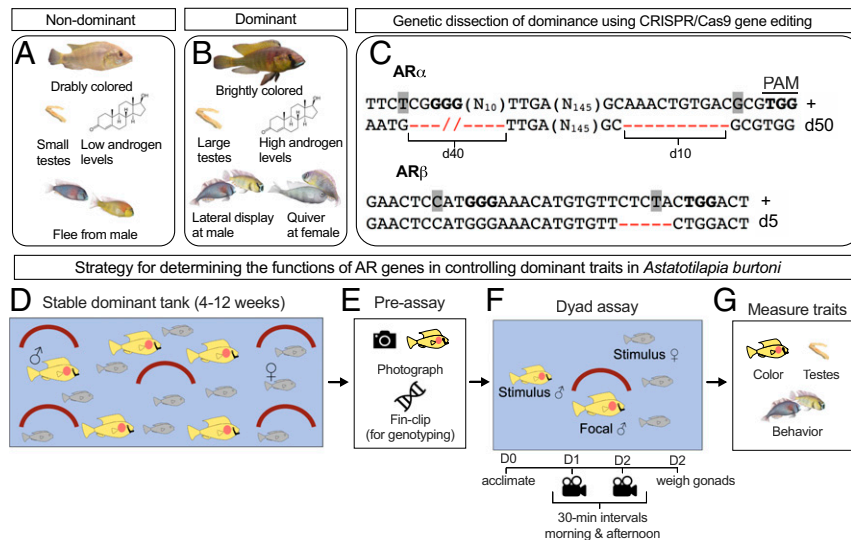 Non-dominant
Dominant
Genetic dissection of dominance using CRISPR/Cas9 gene editing
A
Drably colored
Small testes
Low androgen levels
Flee from male
B
Brightly colored
Large testes
High androgen levels
Lateral display at male
Quiver at female
C
ARα
PAM
TTCTCGGGG(N10)TTGA(N145)GCAAACTGTGACGCGTGG +
AATG----//----TTGA(N145)GC-----------GCGTGG d50
d40
d10
ARβ
GAACTCCATGGGAAACATGTGTTCTCTACTGGACT +
GAACTCCATGGGAAACATGTGTT-----CTGGACT d5
Strategy for determining the functions of AR genes in controlling dominant traits in Astatotilapia burtoni
D
Stable dominant tank (4-12 weeks)
♂
♀
E
Pre-assay
Photograph
Fin-clip
(for genotyping)
F
Dyad assay
Stimulus ♀
Stimulus ♂
Focal ♂
D0 D1 D2 D2
acclimate
weigh gonads
30-min intervals
morning & afternoon
G
Measure traits
Color
Testes
Behavior